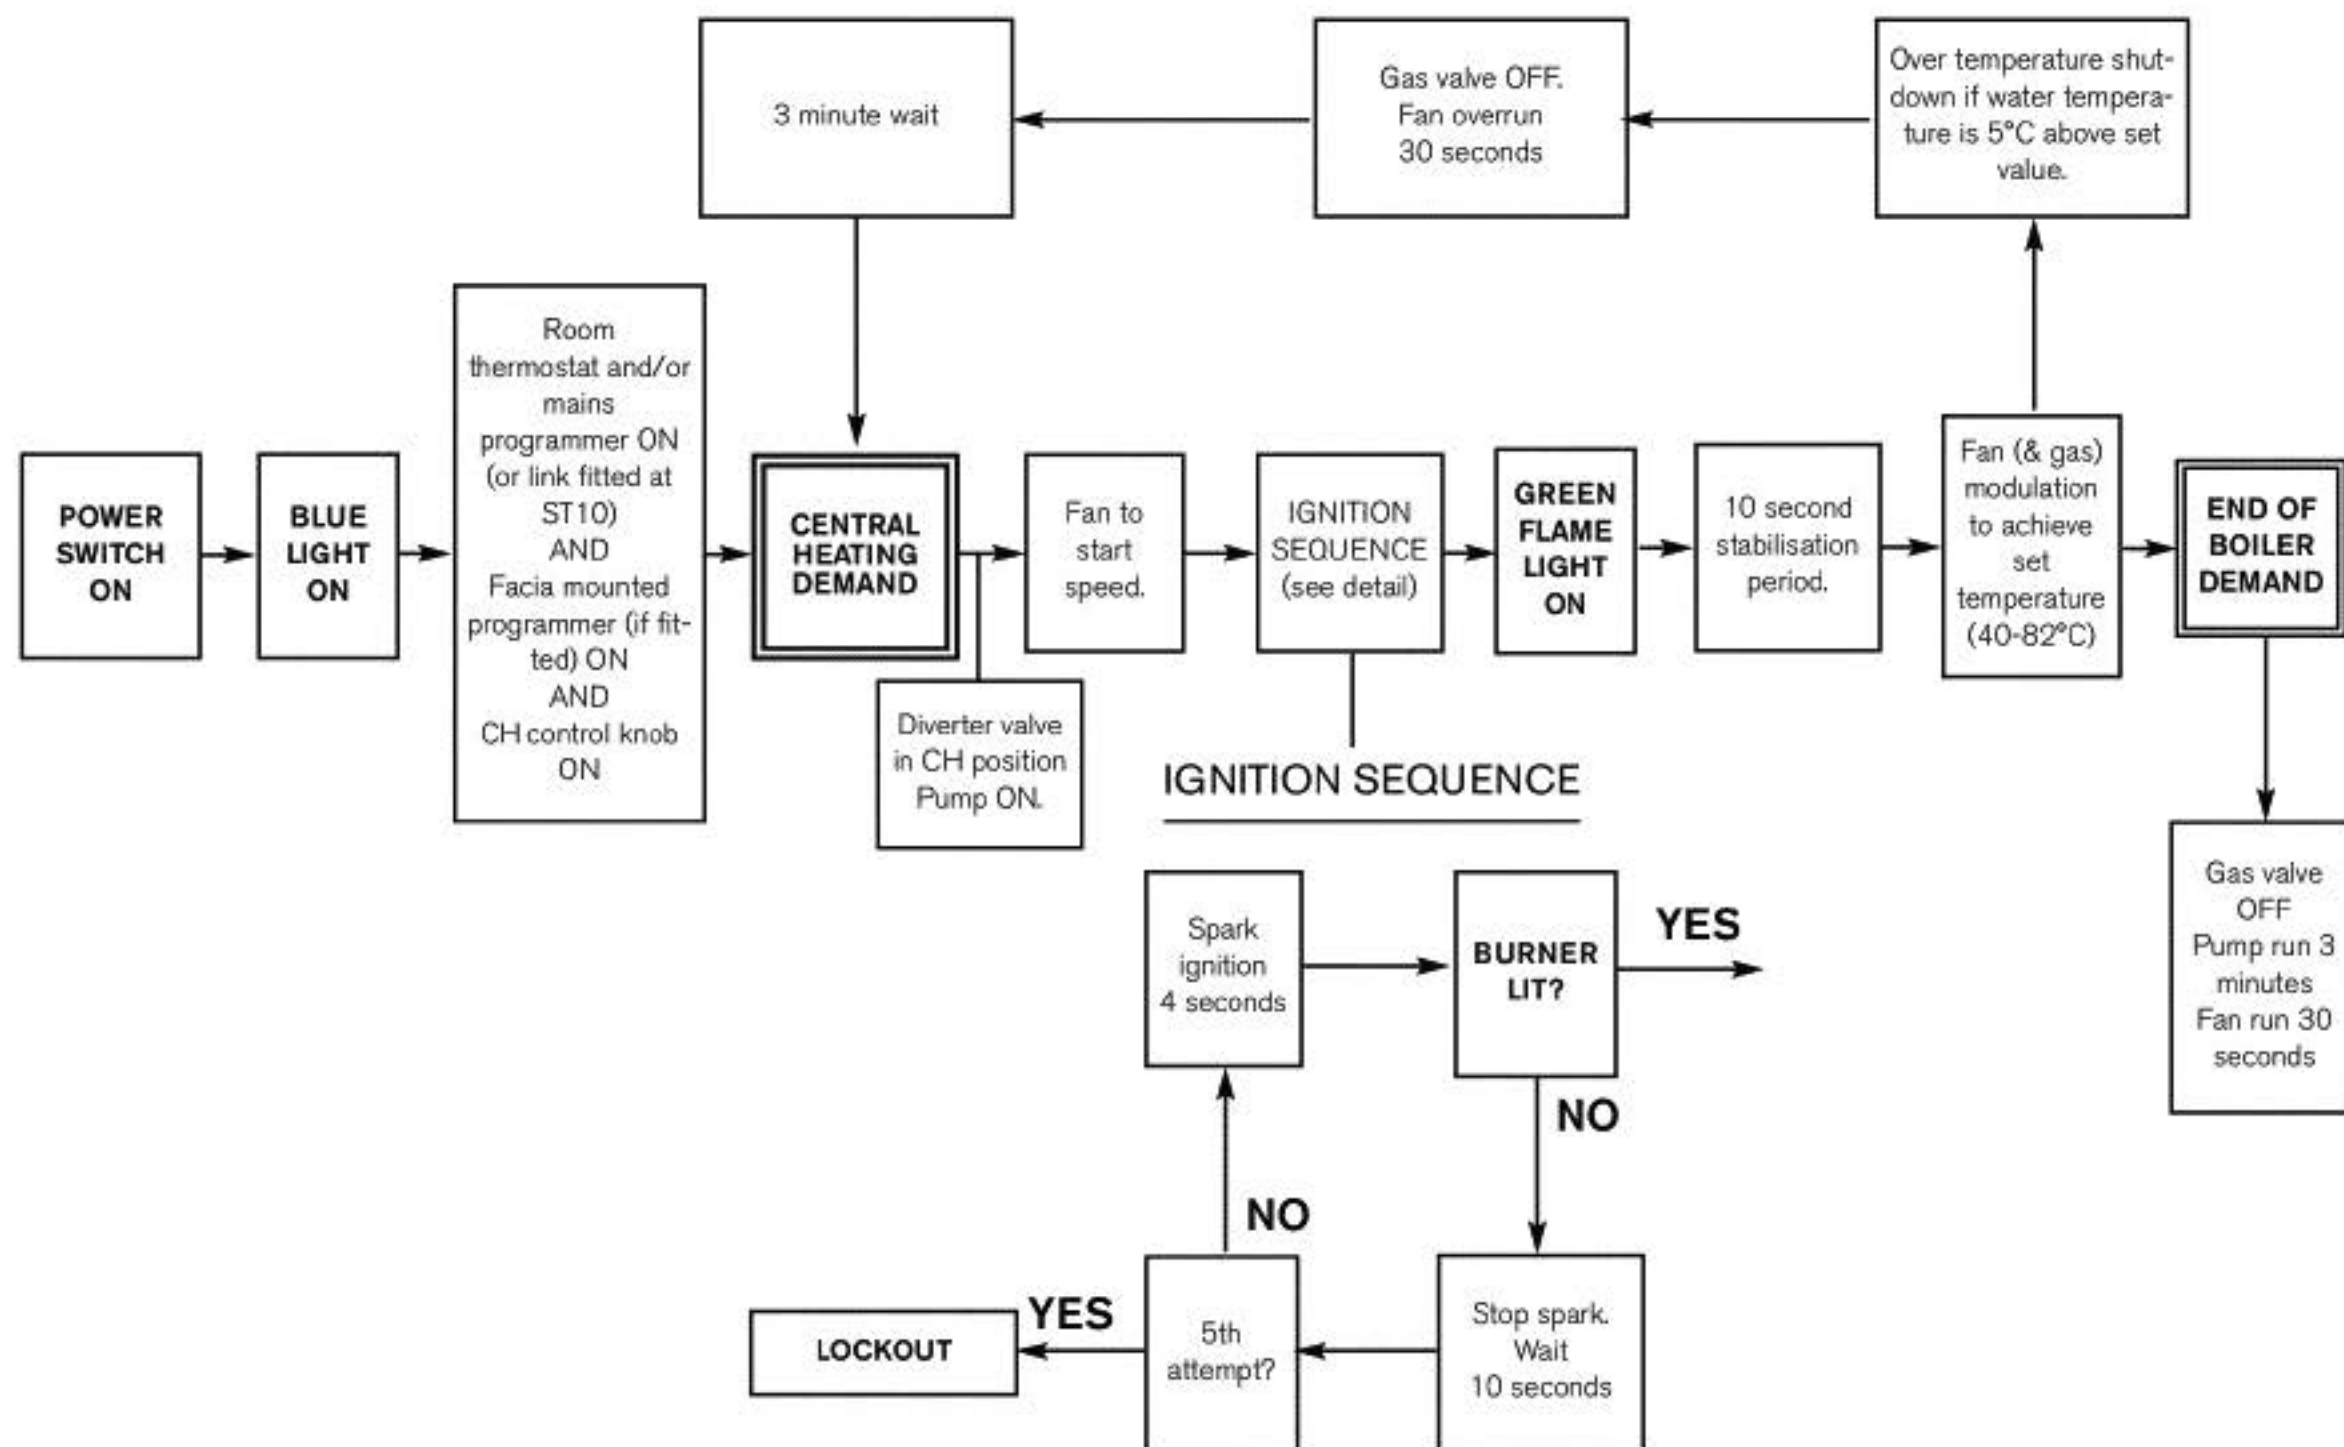 3 minute wait
Gas valve OFF.
Fan overrun
30 seconds
Over temperature shut-
down if water tempera-
ture is 5°C above set
value.
POWER
SWITCH
ON
BLUE
LIGHT
ON
Room
thermostat and/or
mains
programmer ON
(or link fitted at
ST10)
AND
Facia mounted
programmer (if fit-
ted) ON
AND
CH control knob
ON
CENTRAL
HEATING
DEMAND
Diverter valve
in CH position
Pump ON.
Fan to
start
speed.
IGNITION
SEQUENCE
(see detail)
GREEN
FLAME
LIGHT
ON
10 second
stabilisation
period.
Fan (& gas)
modulation
to achieve
set
temperature
(40-82°C)
END OF
BOILER
DEMAND
Gas valve
OFF
Pump run 3
minutes
Fan run 30
seconds
IGNITION SEQUENCE
Spark
ignition
4 seconds
BURNER
LIT?
YES
NO
Stop spark.
Wait
10 seconds
5th
attempt?
NO
YES
LOCKOUT